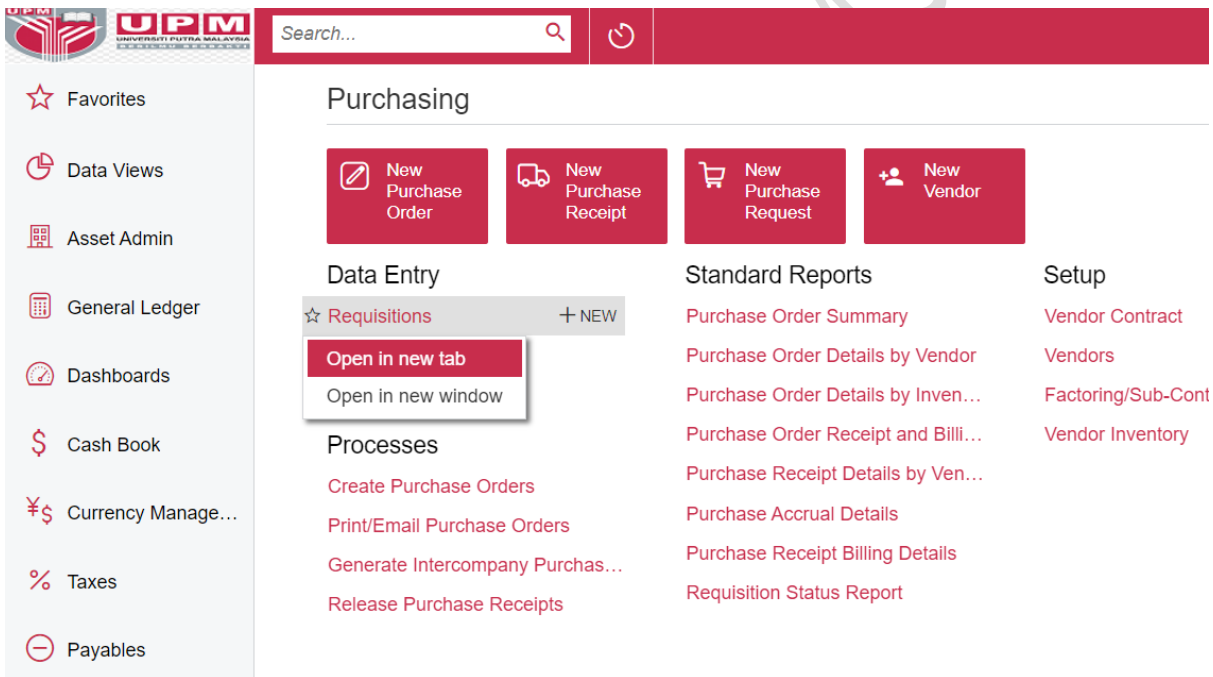 UPM
UPM
UNIVERSITI PUTRA MALAYSIA
BERILMU BERBAKTI
Search...
Favorites
Data Views
Asset Admin
General Ledger
Dashboards
Cash Book
Currency Manage...
Taxes
Payables
Purchasing
New
Purchase
Order
New
Purchase
Receipt
New
Purchase
Request
New
Vendor
Data Entry
Requisitions + NEW
Open in new tab
Open in new window
Processes
Create Purchase Orders
Print/Email Purchase Orders
Generate Intercompany Purchas...
Release Purchase Receipts
Standard Reports
Purchase Order Summary
Purchase Order Details by Vendor
Purchase Order Details by Inven...
Purchase Order Receipt and Billi...
Purchase Receipt Details by Ven...
Purchase Accrual Details
Purchase Receipt Billing Details
Requisition Status Report
Setup
Vendor Contract
Vendors
Factoring/Sub-Cont
Vendor Inventory